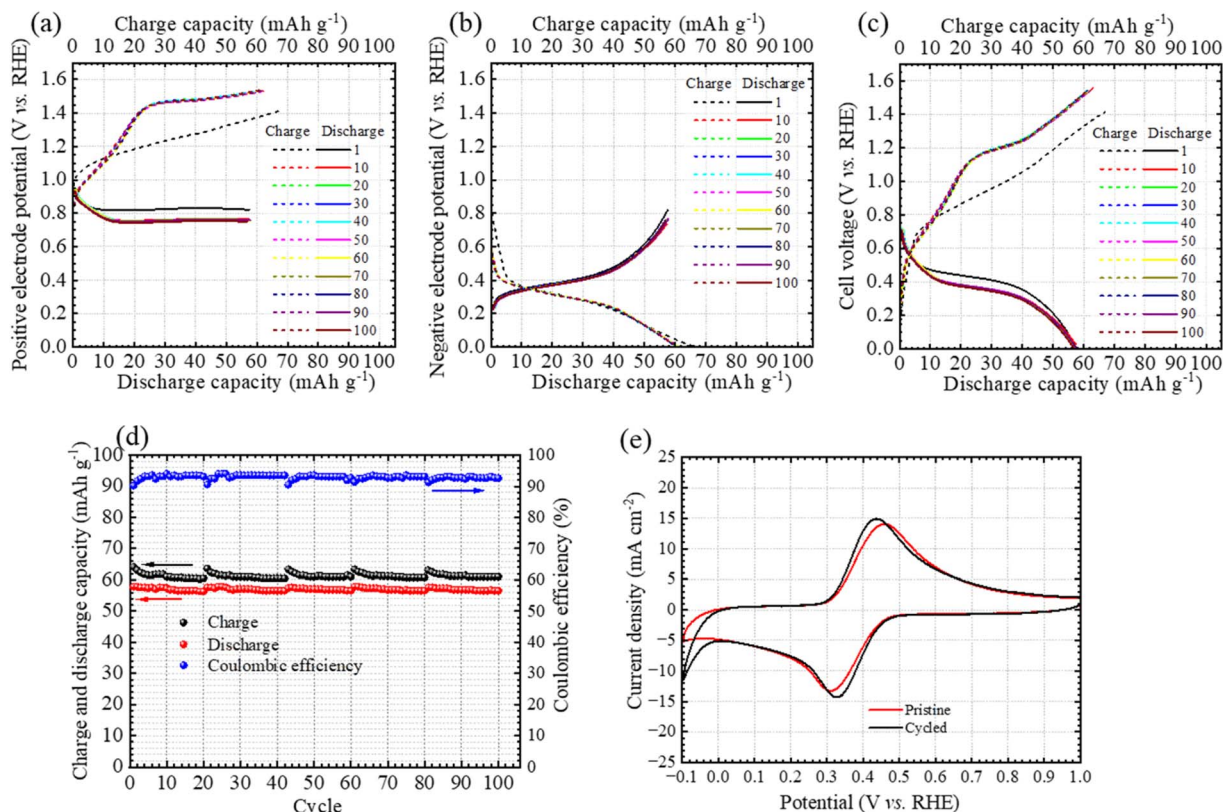 (a)
Charge capacity (mAh g⁻¹)
0 10 20 30 40 50 60 70 80 90 100
Positive electrode potential (V vs. RHE)
1.6
1.4
1.2
1.0
0.8
0.6
0.4
0.2
0.0
Charge Discharge
1
10
20
30
40
50
60
70
80
90
100
0 10 20 30 40 50 60 70 80 90 100
Discharge capacity (mAh g⁻¹)
(b)
Charge capacity (mAh g⁻¹)
0 10 20 30 40 50 60 70 80 90 100
Negative electrode potential (V vs. RHE)
1.6
1.4
1.2
1.0
0.8
0.6
0.4
0.2
0.0
Charge Discharge
1
10
20
30
40
50
60
70
80
90
100
0 10 20 30 40 50 60 70 80 90 100
Discharge capacity (mAh g⁻¹)
(c)
Charge capacity (mAh g⁻¹)
0 10 20 30 40 50 60 70 80 90 100
Cell voltage (V vs. RHE)
1.6
1.4
1.2
1.0
0.8
0.6
0.4
0.2
0.0
Charge Discharge
1
10
20
30
40
50
60
70
80
90
100
0 10 20 30 40 50 60 70 80 90 100
Discharge capacity (mAh g⁻¹)
(d)
Charge and discharge capacity (mAh g⁻¹)
100
90
80
70
60
50
40
30
20
10
0
Charge
Discharge
Coulombic efficiency
100
90
80
70
60
50
40
30
20
10
0
Coulombic efficiency (%)
0 10 20 30 40 50 60 70 80 90 100
Cycle
(e)
Current density (mA cm⁻²)
25
20
15
10
5
0
-5
-10
-15
-20
-25
Pristine
Cycled
-0.1 0.0 0.1 0.2 0.3 0.4 0.5 0.6 0.7 0.8 0.9 1.0
Potential (V vs. RHE)